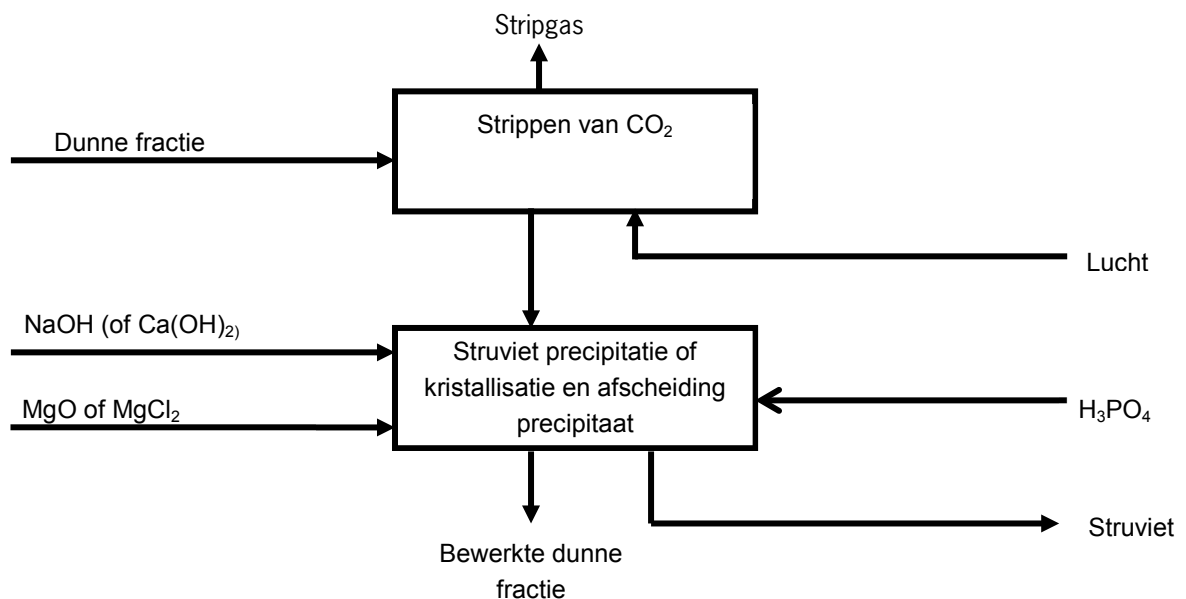 Stripgas
Strippen van CO₂
Dunne fractie
Lucht
NaOH (of Ca(OH)₂)
Struviet precipitatie of
kristallisatie en afscheiding
precipitaat
MgO of MgCl₂
H₃PO₄
Struviet
Bewerkte dunne
fractie